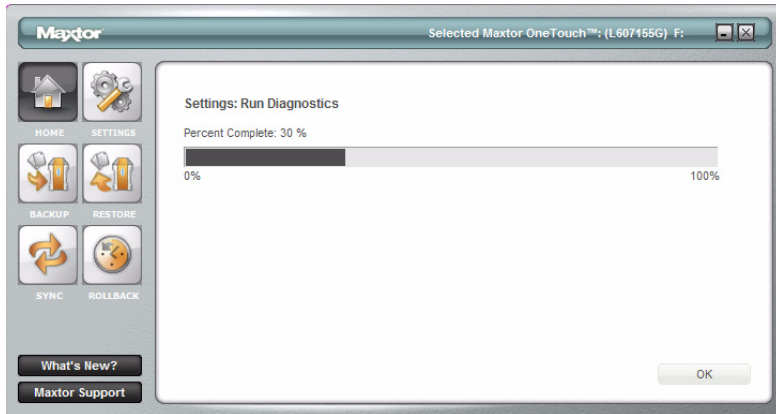 Maxtor
Selected Maxtor OneTouch™: (L607155G) F:
HOME SETTINGS
BACKUP RESTORE
SYNC ROLLBACK
What's New?
Maxtor Support
Settings: Run Diagnostics
Percent Complete: 30 %
0% 100%
OK